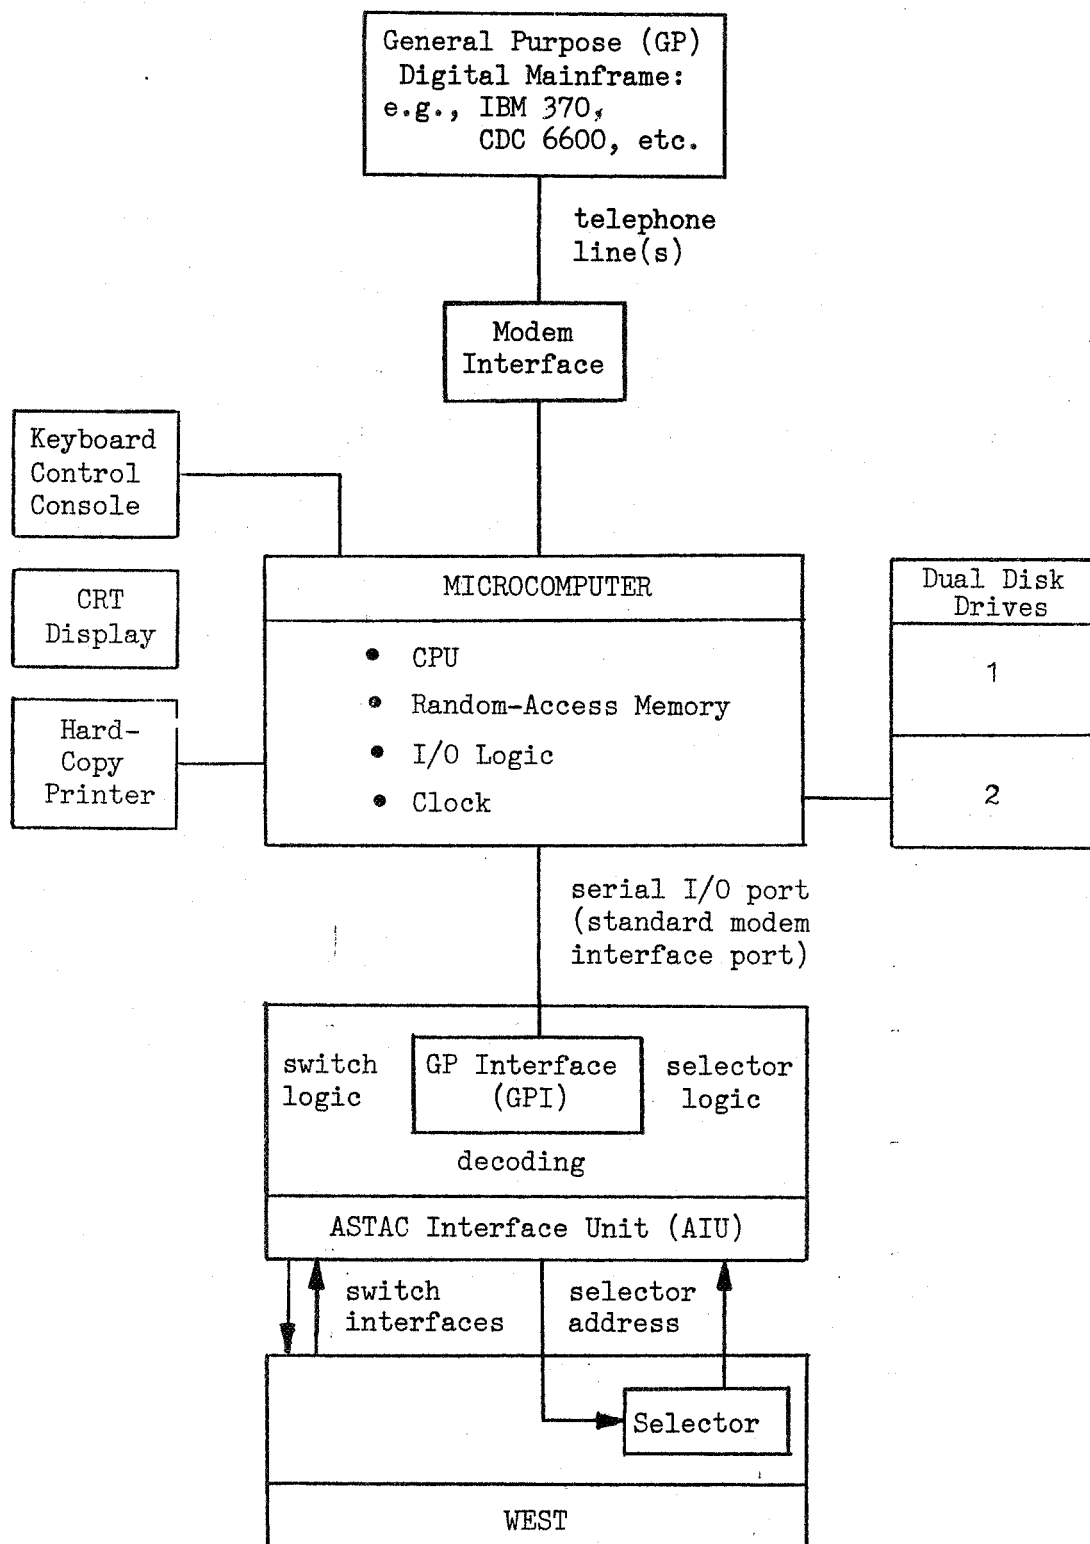 General Purpose (GP)
Digital Mainframe:
e.g., IBM 370,
CDC 6600, etc.
telephone
line(s)
Modem
Interface
Keyboard
Control
Console
CRT
Display
Hard-
Copy
Printer
MICROCOMPUTER
• CPU
• Random-Access Memory
• I/O Logic
• Clock
Dual Disk
Drives
1
2
serial I/O port
(standard modem
interface port)
switch
logic
GP Interface
(GPI)
selector
logic
decoding
ASTAC Interface Unit (AIU)
switch
interfaces
selector
address
Selector
WEST